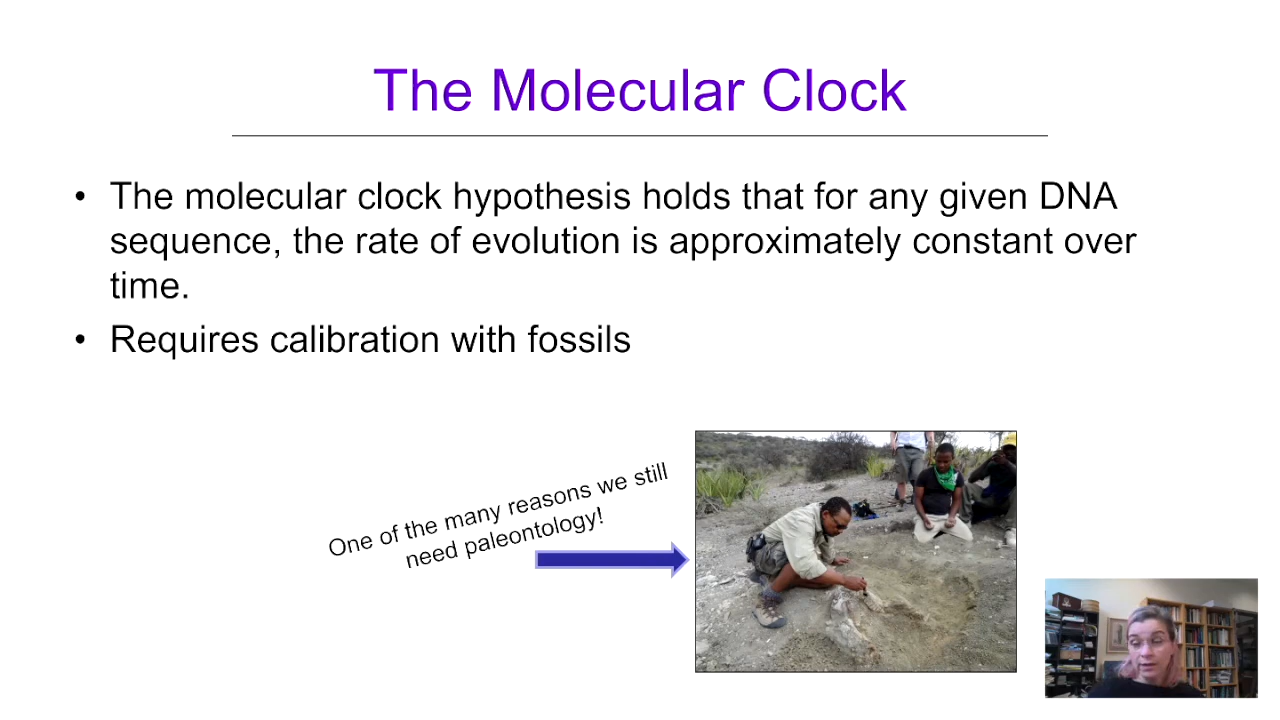 The Molecular Clock
• The molecular clock hypothesis holds that for any given DNA
sequence, the rate of evolution is approximately constant over
time.
• Requires calibration with fossils
One of the many reasons we still
need paleontology!